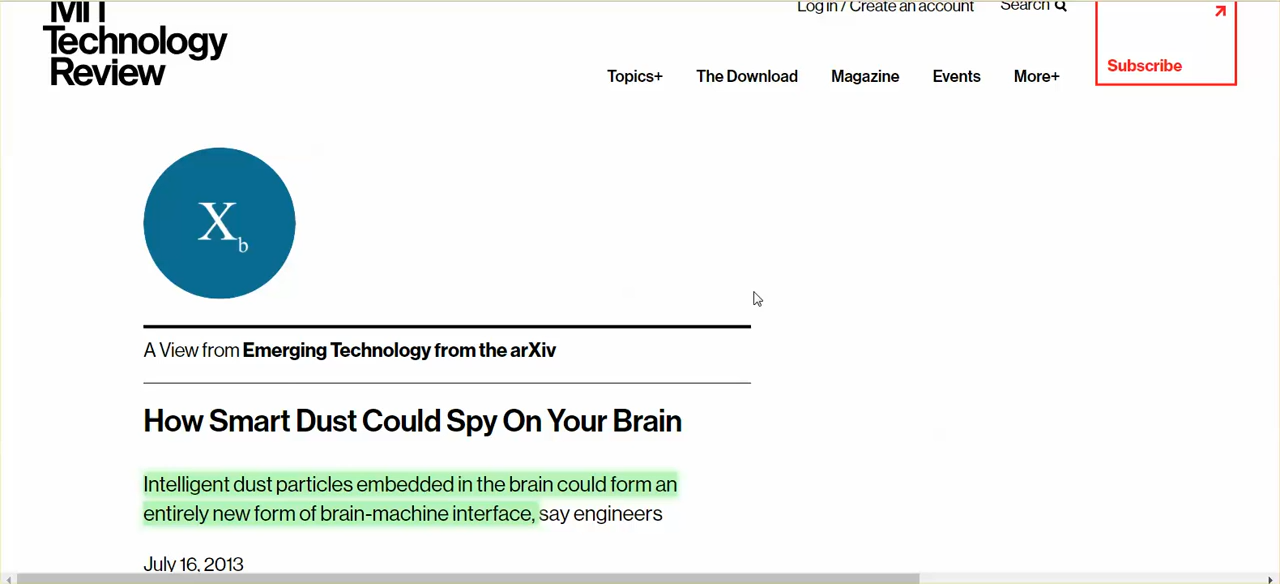 MIT
Technology
Review
Log in / Create an account
Search
Topics+
The Download
Magazine
Events
More+
Subscribe
Xb
A View from Emerging Technology from the arXiv
How Smart Dust Could Spy On Your Brain
Intelligent dust particles embedded in the brain could form an
entirely new form of brain-machine interface, say engineers
July 16, 2013